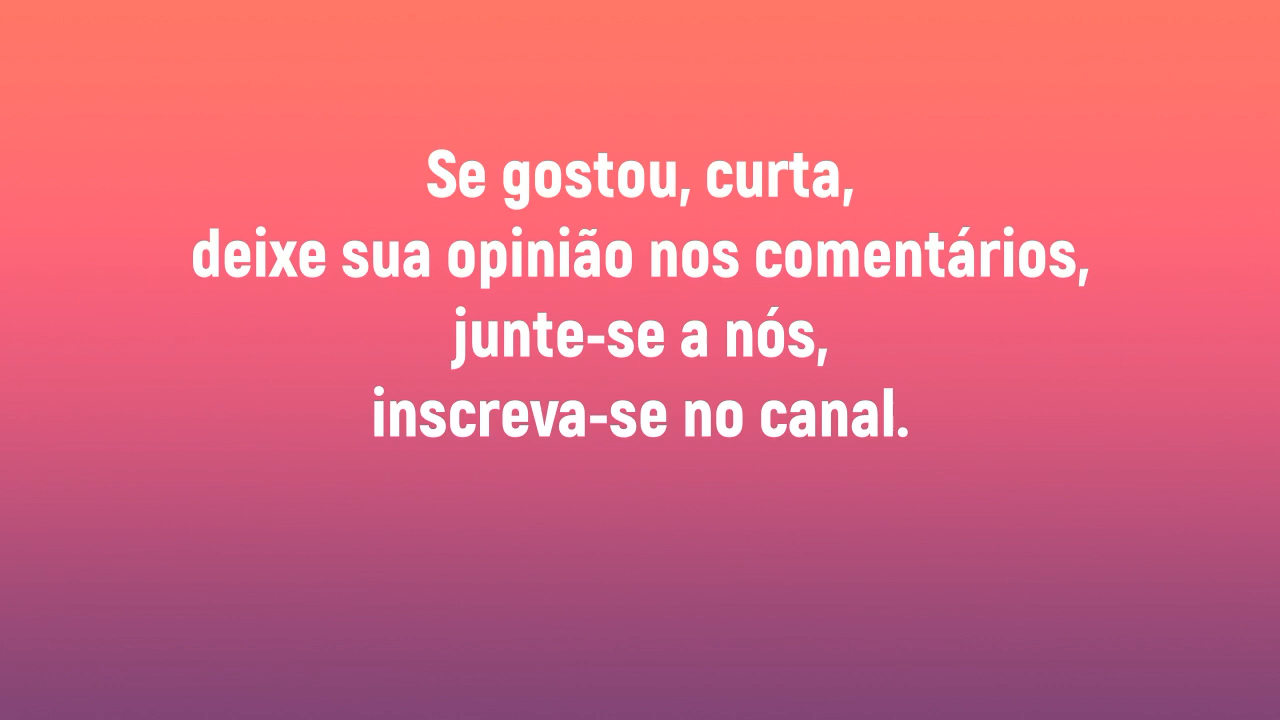 Se gostou, curta,
deixe sua opinião nos comentários,
junte-se a nós,
inscreva-se no canal.